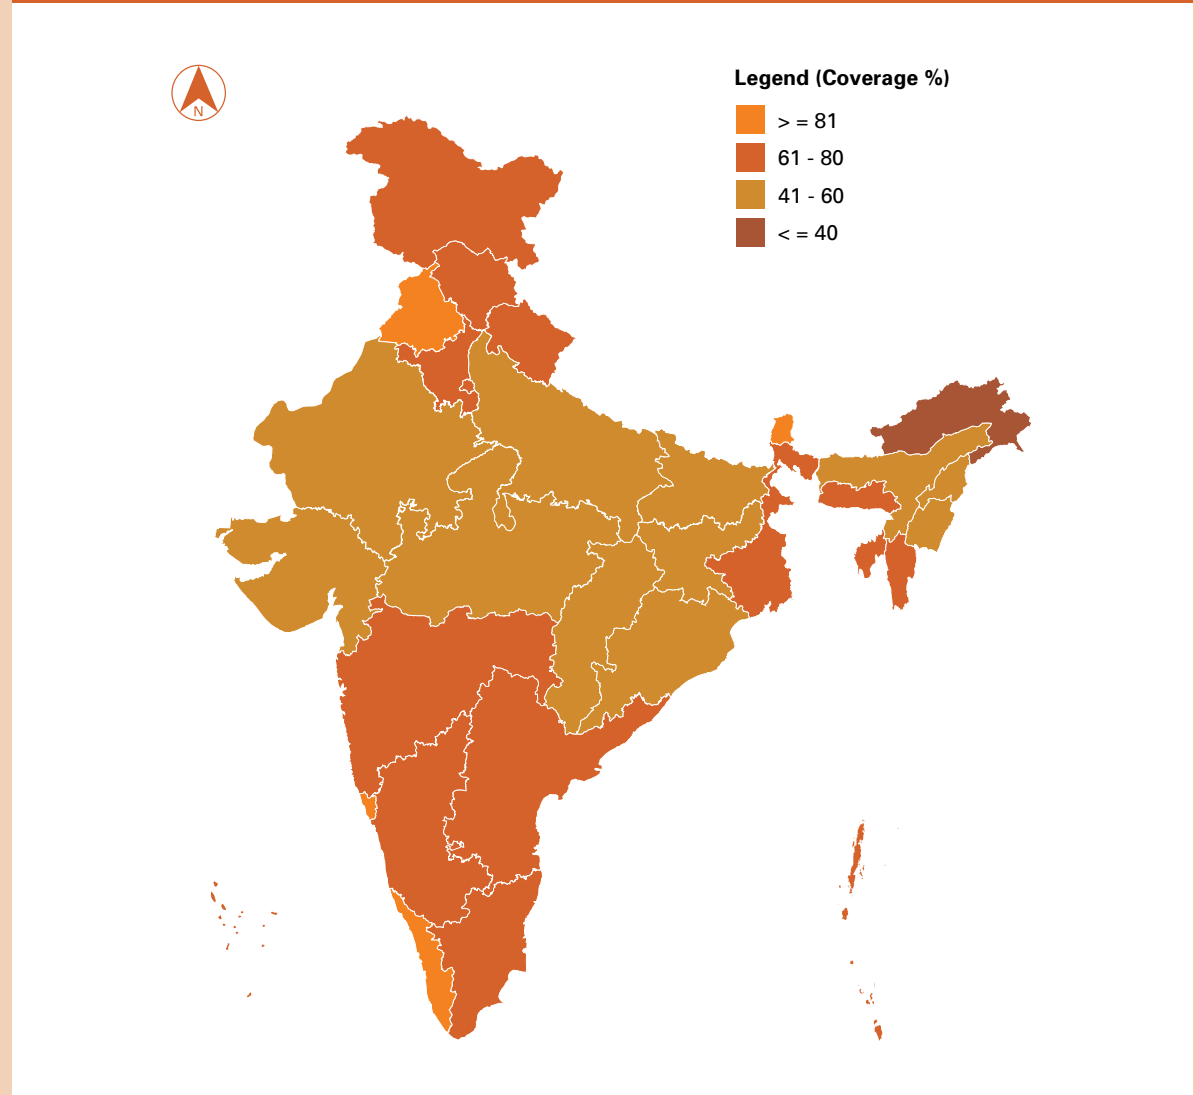 N
Legend (Coverage %)
> = 81
61 - 80
41 - 60
< = 40